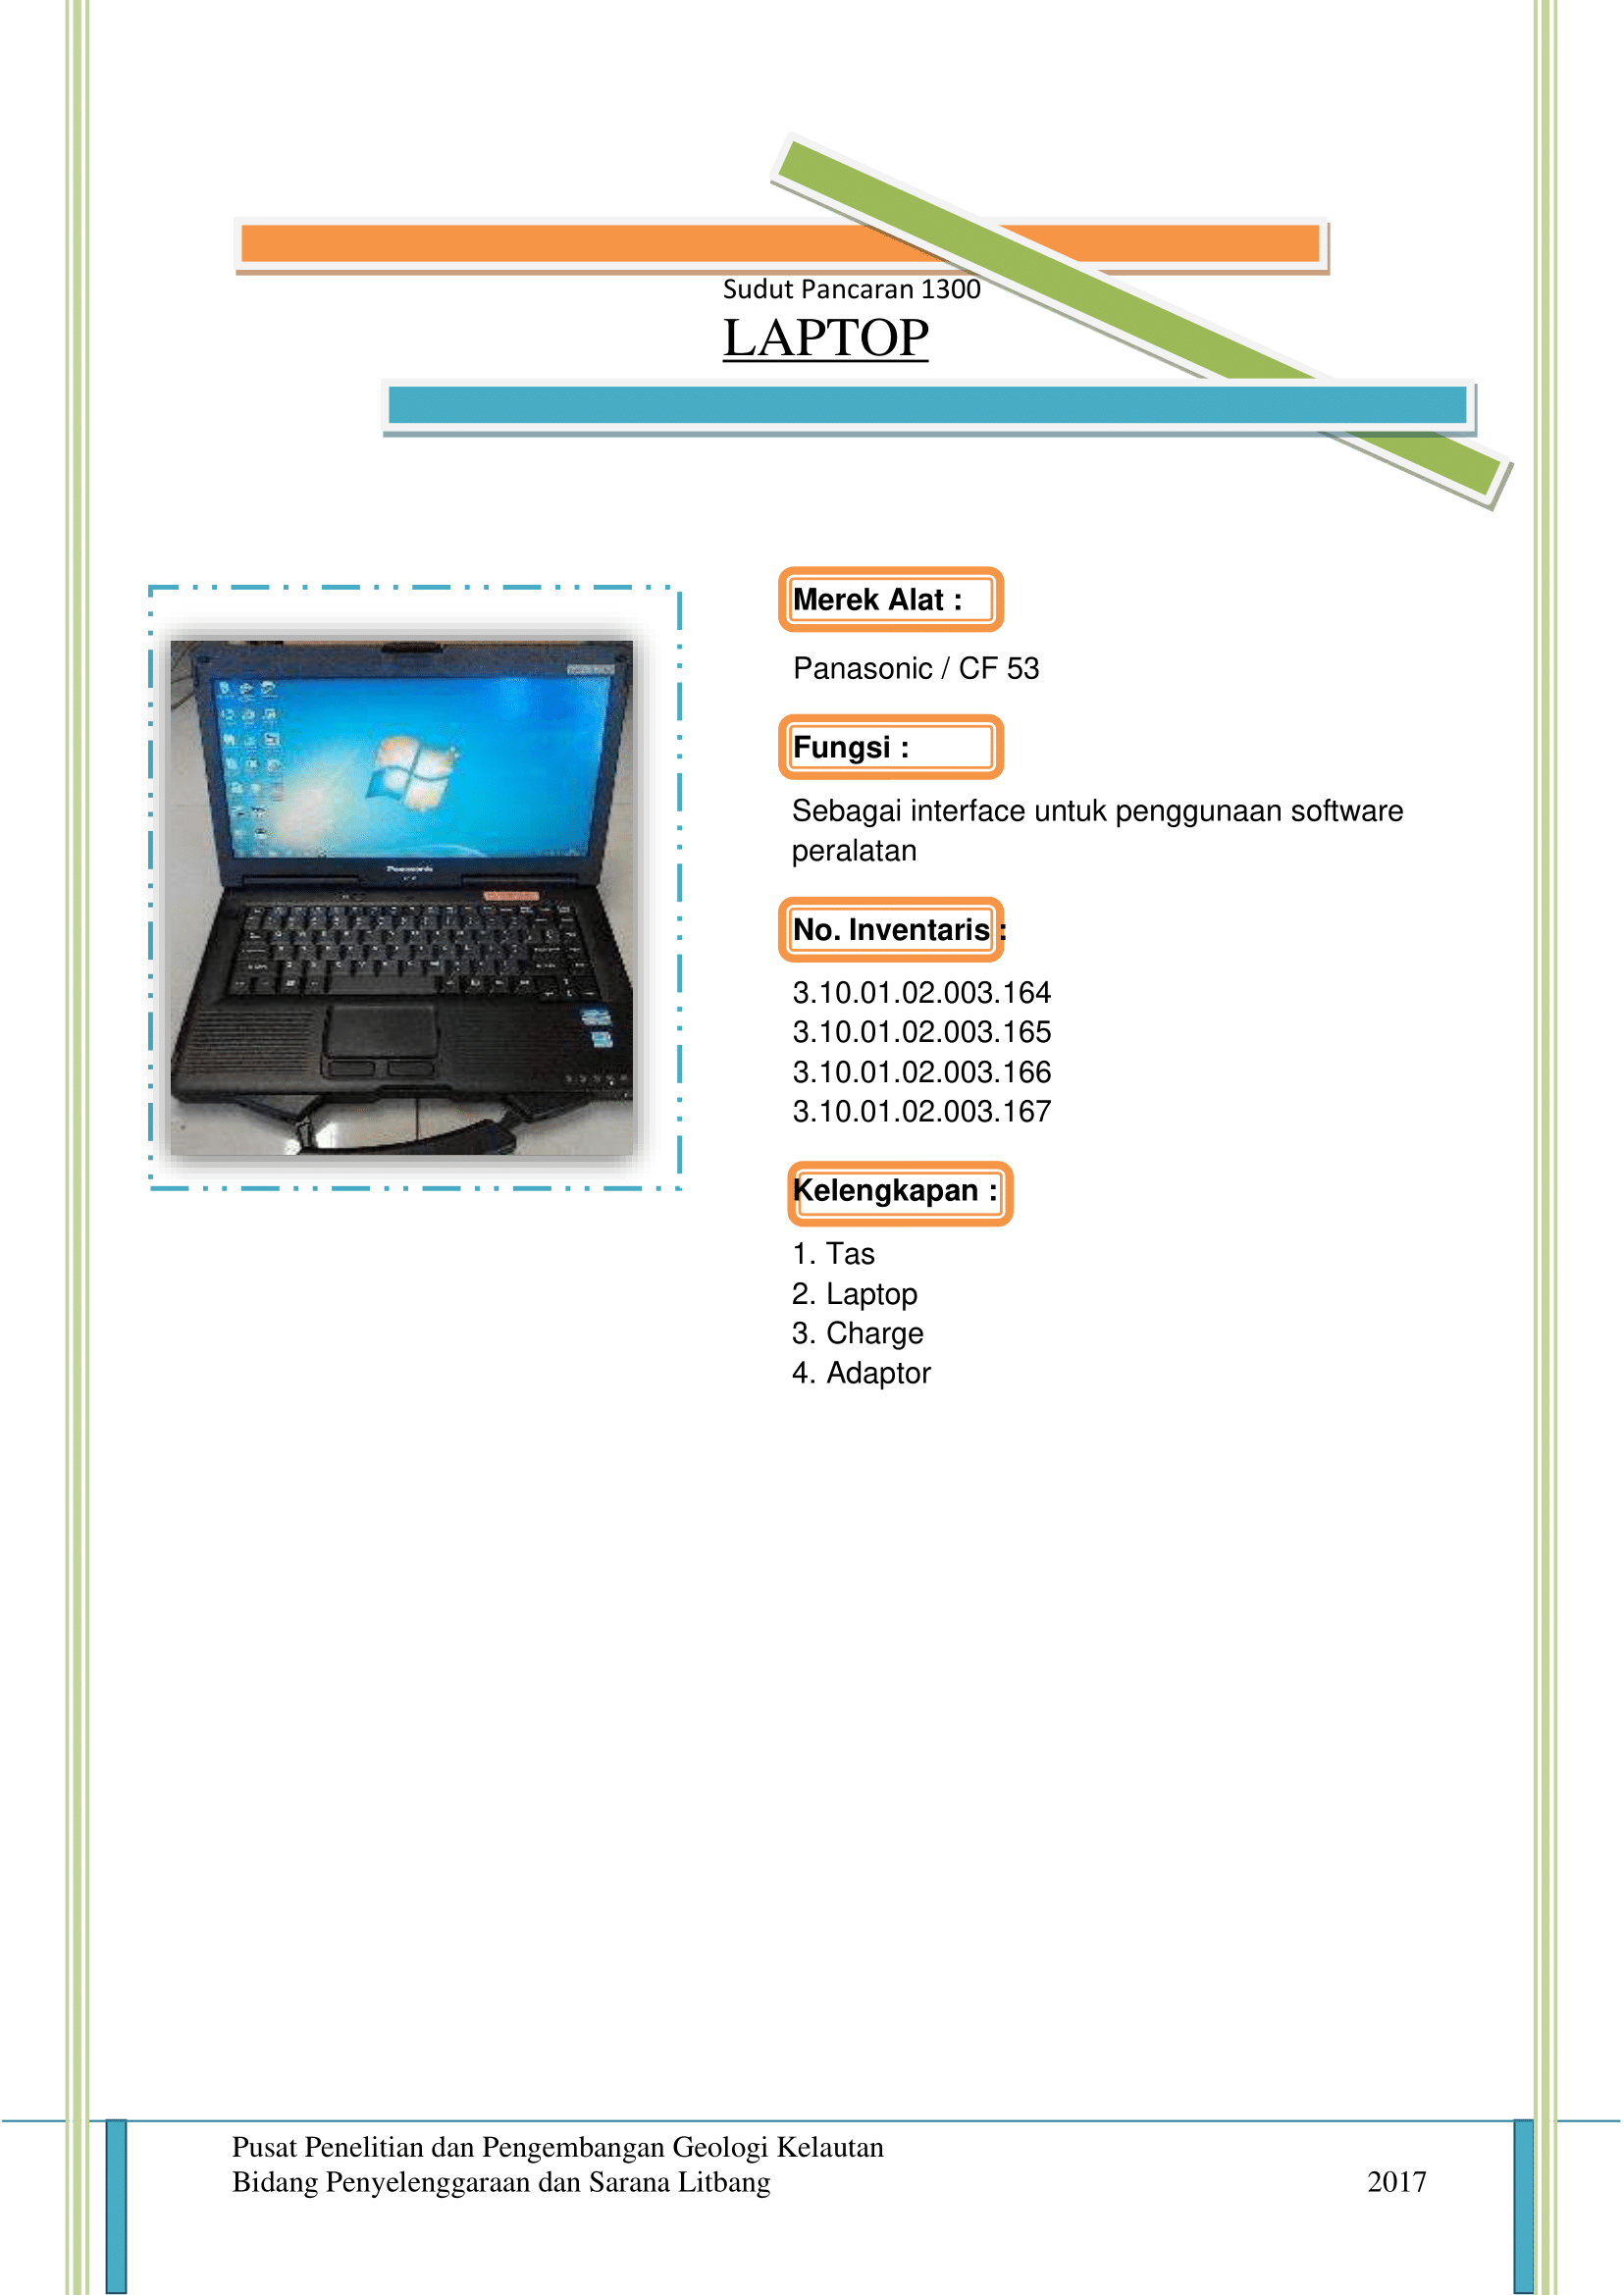 Sudut Pancaran 1300
LAPTOP
Merek Alat :
Panasonic / CF 53
Fungsi :
Sebagai interface untuk penggunaan software
peralatan
No. Inventaris :
3.10.01.02.003.164
3.10.01.02.003.165
3.10.01.02.003.166
3.10.01.02.003.167
Kelengkapan :
1. Tas
2. Laptop
3. Charge
4. Adaptor
Panasonic
Pusat Penelitian dan Pengembangan Geologi Kelautan
Bidang Penyelenggaraan dan Sarana Litbang
2017